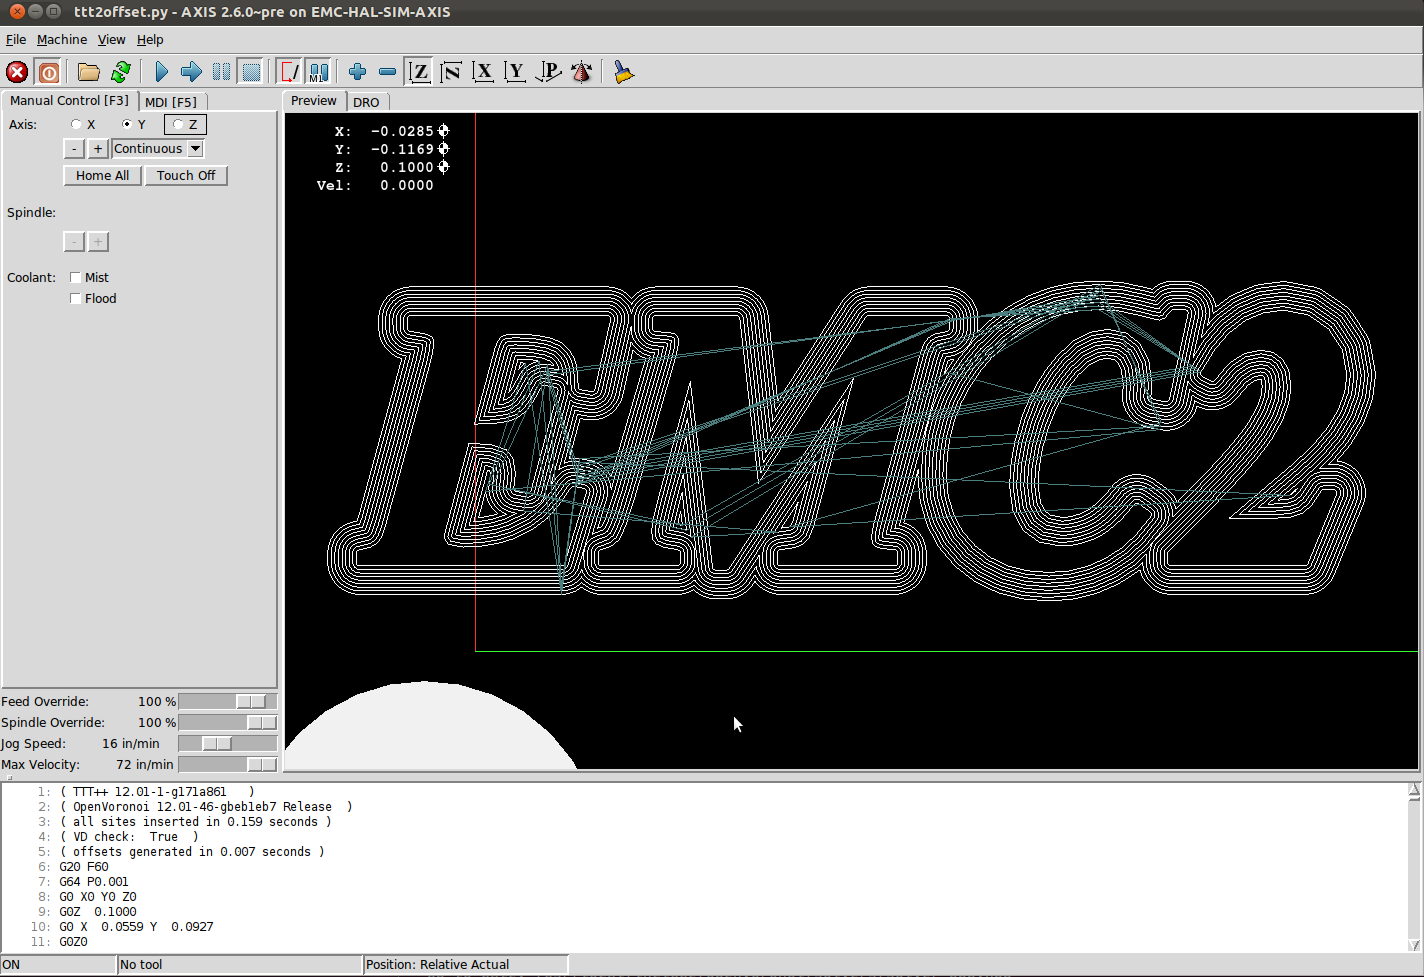 ttt2offset.py - AXIS 2.6.0~pre on EMC-HAL-SIM-AXIS
File Machine View Help
Manual Control [F3] MDI [F5]
Preview DRO
Axis: X Y Z
- + Continuous
Home All Touch Off
Spindle:
- +
Coolant: Mist
Flood
X: -0.0285
Y: -0.1169
Z: 0.1000
Vel: 0.0000
EMC2
Feed Override: 100 %
Spindle Override: 100 %
Jog Speed: 16 in/min
Max Velocity: 72 in/min
1: ( TTT++ 12.01-1-g171a861 )
2: ( OpenVoronoi 12.01-46-gbeb1eb7 Release )
3: ( all sites inserted in 0.159 seconds )
4: ( VD check: True )
5: ( offsets generated in 0.007 seconds )
6: G20 F60
7: G64 P0.001
8: G0 X0 Y0 Z0
9: G0Z 0.1000
10: G0 X 0.0559 Y 0.0927
11: G0Z0
ON No tool Position: Relative Actual